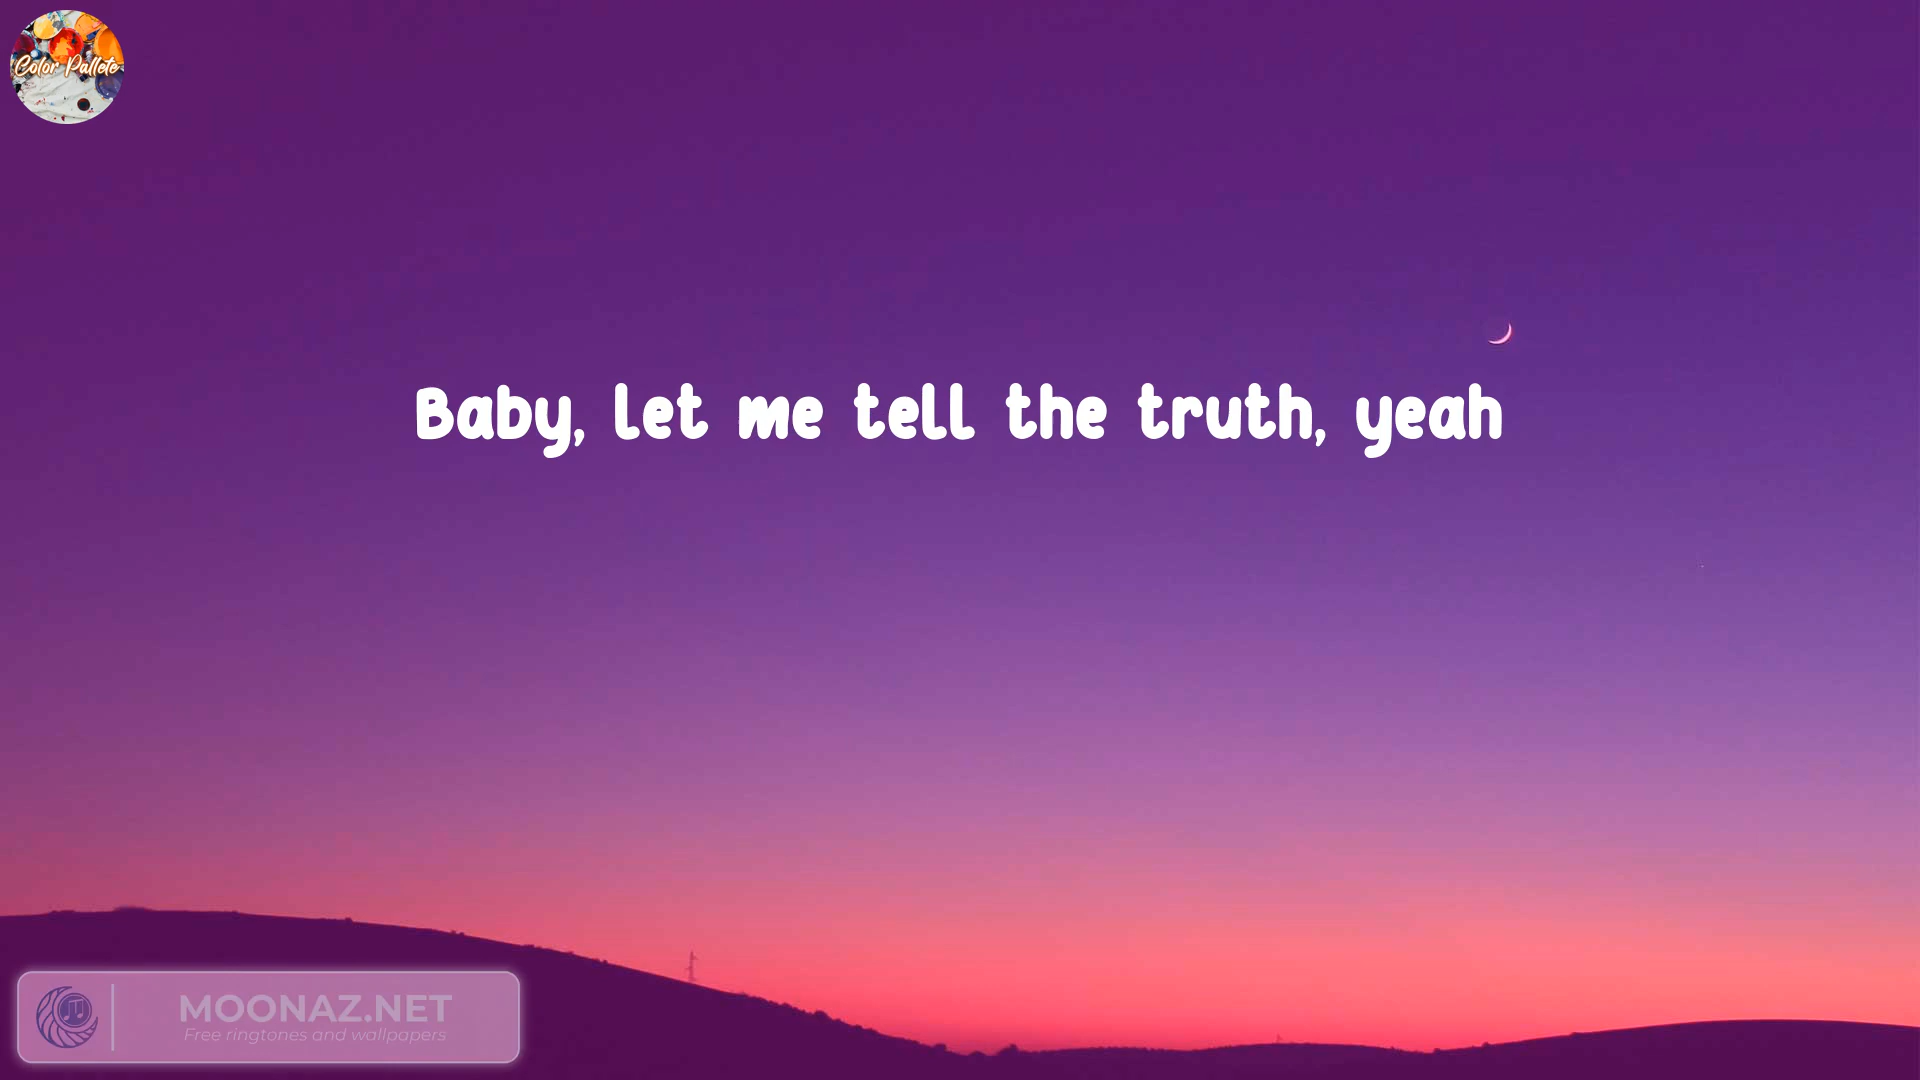 Color Pallete
Baby, let me tell the truth, yeah
MOONAZ.NET
Free ringtones and wallpapers